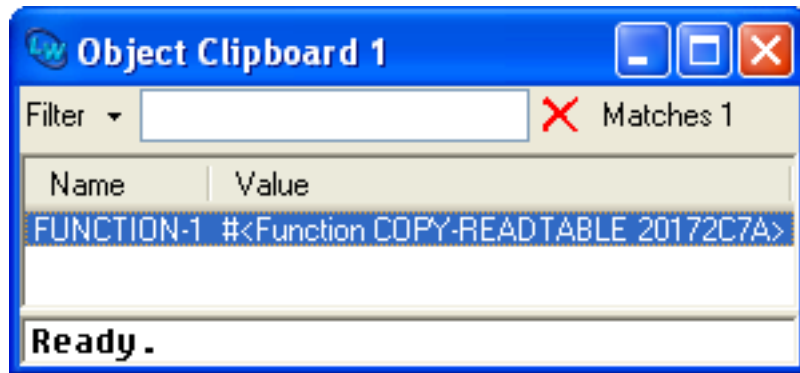 Object Clipboard 1
Filter Matches 1
Name Value
FUNCTION-1 #<Function COPY-READTABLE 20172C7A>
Ready.